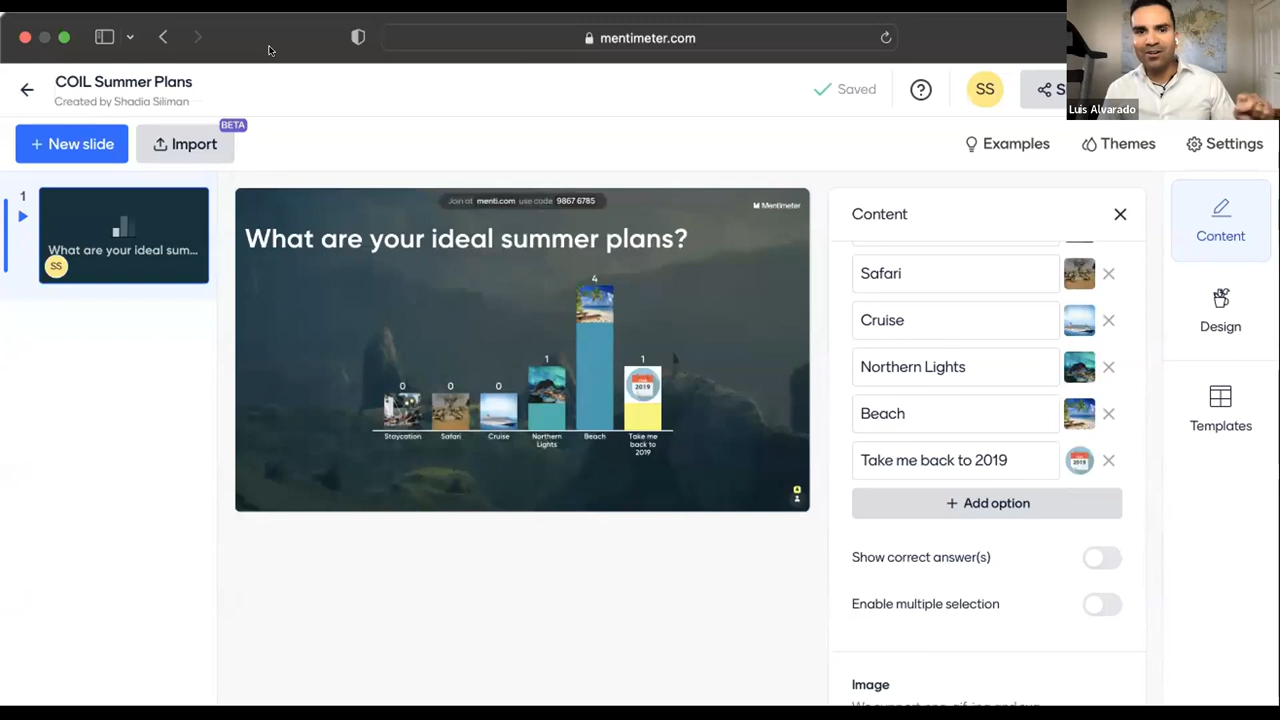 mentimeter.com
COIL Summer Plans
Created by Shadia Siliman
Saved
SS
S
Luis Alvarado
+ New slide
Import
BETA
Examples
Themes
Settings
1
What are your ideal sum...
SS
Join at menti.com use code 9867 6785
Mentimeter
What are your ideal summer plans?
0
0
0
1
4
1
2019
Staycation
Safari
Cruise
Northern Lights
Beach
Take me back to 2019
Content
Safari
Cruise
Northern Lights
Beach
Take me back to 2019
2019
+ Add option
Show correct answer(s)
Enable multiple selection
Image
Content
Design
Templates